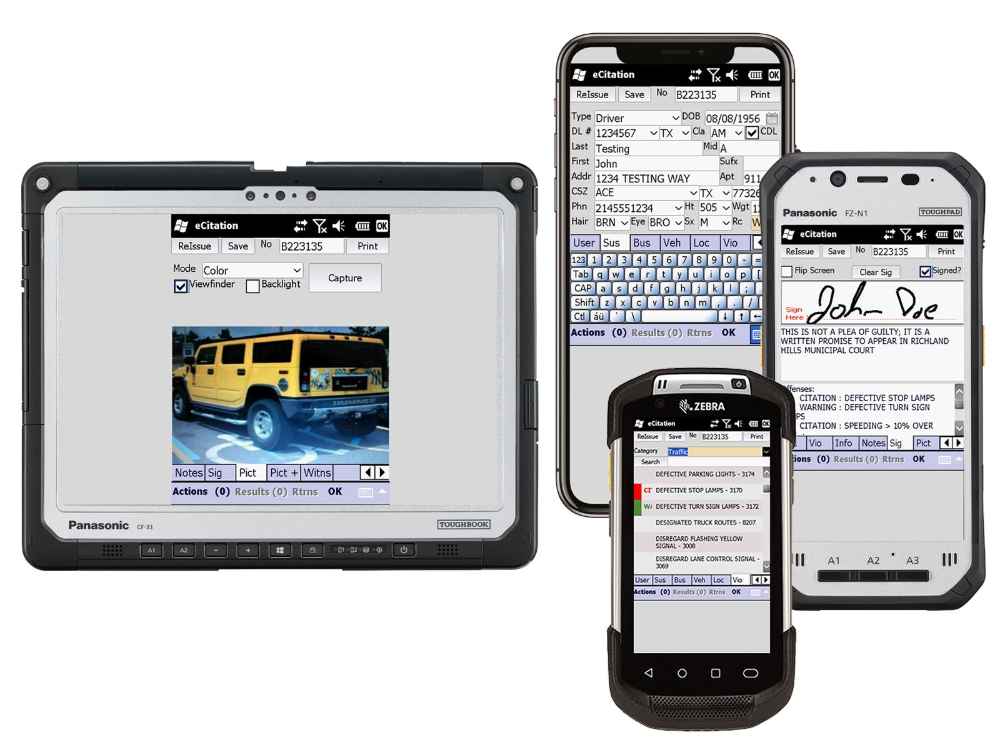 eCitation OK
ReIssue Save No B223135 Print
Mode Color
Capture
Viewfinder Backlight
HUMMER
Notes Sig Pict Pict + Witns
Actions (0) Results (0) Rtrns OK
Panasonic CF-33 TOUGHBOOK
A1 A2 - +
eCitation OK
ReIssue Save No B223135 Print
Type Driver DOB 08/08/1956
DL # 1234567 TX Cla AM CDL
Last Testing Mid A
First John Sufx
Addr 1234 TESTING WAY Apt 911
CSZ ACE TX 7732
Phn 2145551234 Ht 505 Wgt
Hair BRN Eye BRO Sx M Rc W
User Sus Bus Veh Loc Vio
123 1 2 3 4 5 6 7 8 9 0 - =
Tab q w e r t y u i o p [
CAP a s d f g h j k l ;
Shift z x c v b n m , . /
Ctl áü ` \ ↓ ↑ ←
Actions (0) Results (0) Rtrns OK
Panasonic FZ-N1 TOUGHPAD
eCitation OK
ReIssue Save No B223135 Print
Flip Screen Clear Sig Signed?
Sign
Here John Doe
THIS IS NOT A PLEA OF GUILTY; IT IS A
WRITTEN PROMISE TO APPEAR IN RICHLAND
HILLS MUNICIPAL COURT
ffenses:
CITATION : DEFECTIVE STOP LAMPS
WARNING : DEFECTIVE TURN SIGN
PS
CITATION : SPEEDING > 10% OVER
Vio Info Notes Sig Pict
ions (0) Results (0) Rtrns OK
A1 A2 A3
ZEBRA
eCitation OK
ReIssue Save No B223135 Print
Category Traffic
Search
DEFECTIVE PARKING LIGHTS - 3174
CT DEFECTIVE STOP LAMPS - 3170
WA DEFECTIVE TURN SIGN LAMPS - 3172
DESIGNATED TRUCK ROUTES - 8207
DISREGARD FLASHING YELLOW
SIGNAL - 3008
DISREGARD LANE CONTROL SIGNAL -
3069
User Sus Bus Veh Loc Vio
Actions (0) Results (0) Rtrns OK